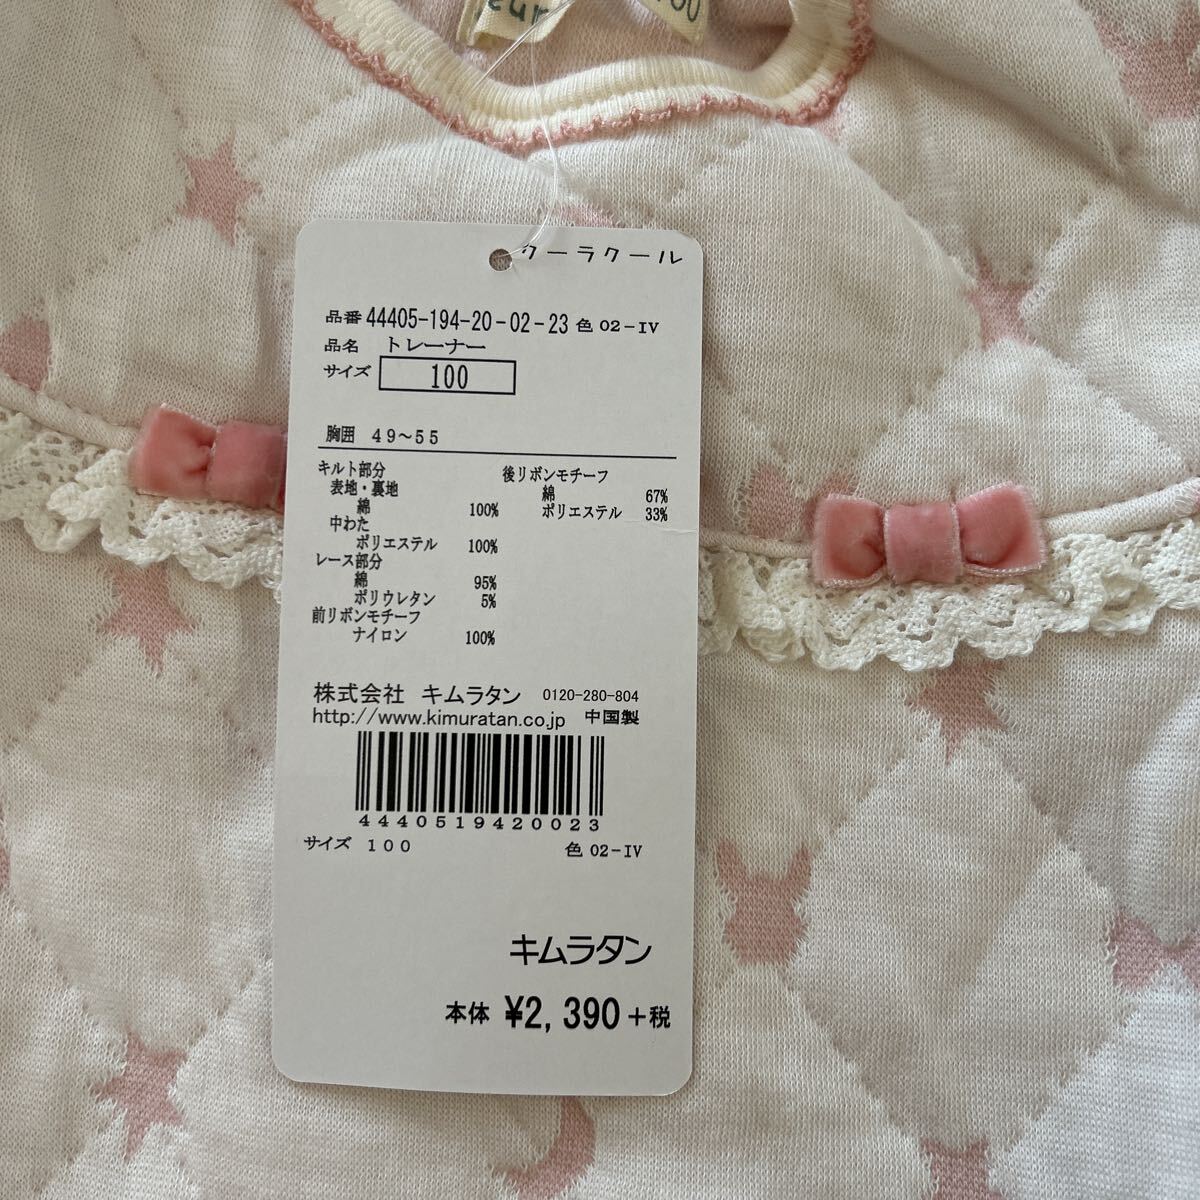 eur
100
クーラクール
品番 44405-194-20-02-23 色 02-IV
品名 トレーナー
サイズ 100
胸囲 49~55
キルト部分
表地・裏地
綿 100%
中わた
ポリエステル 100%
レース部分
綿 95%
ポリウレタン 5%
前リボンモチーフ
ナイロン 100%
後リボンモチーフ
綿 67%
ポリエステル 33%
株式会社 キムラタン 0120-280-804
http://www.kimuratan.co.jp 中国製
4440519420023
サイズ 100 色 02-IV
キムラタン
本体 ¥2,390+税